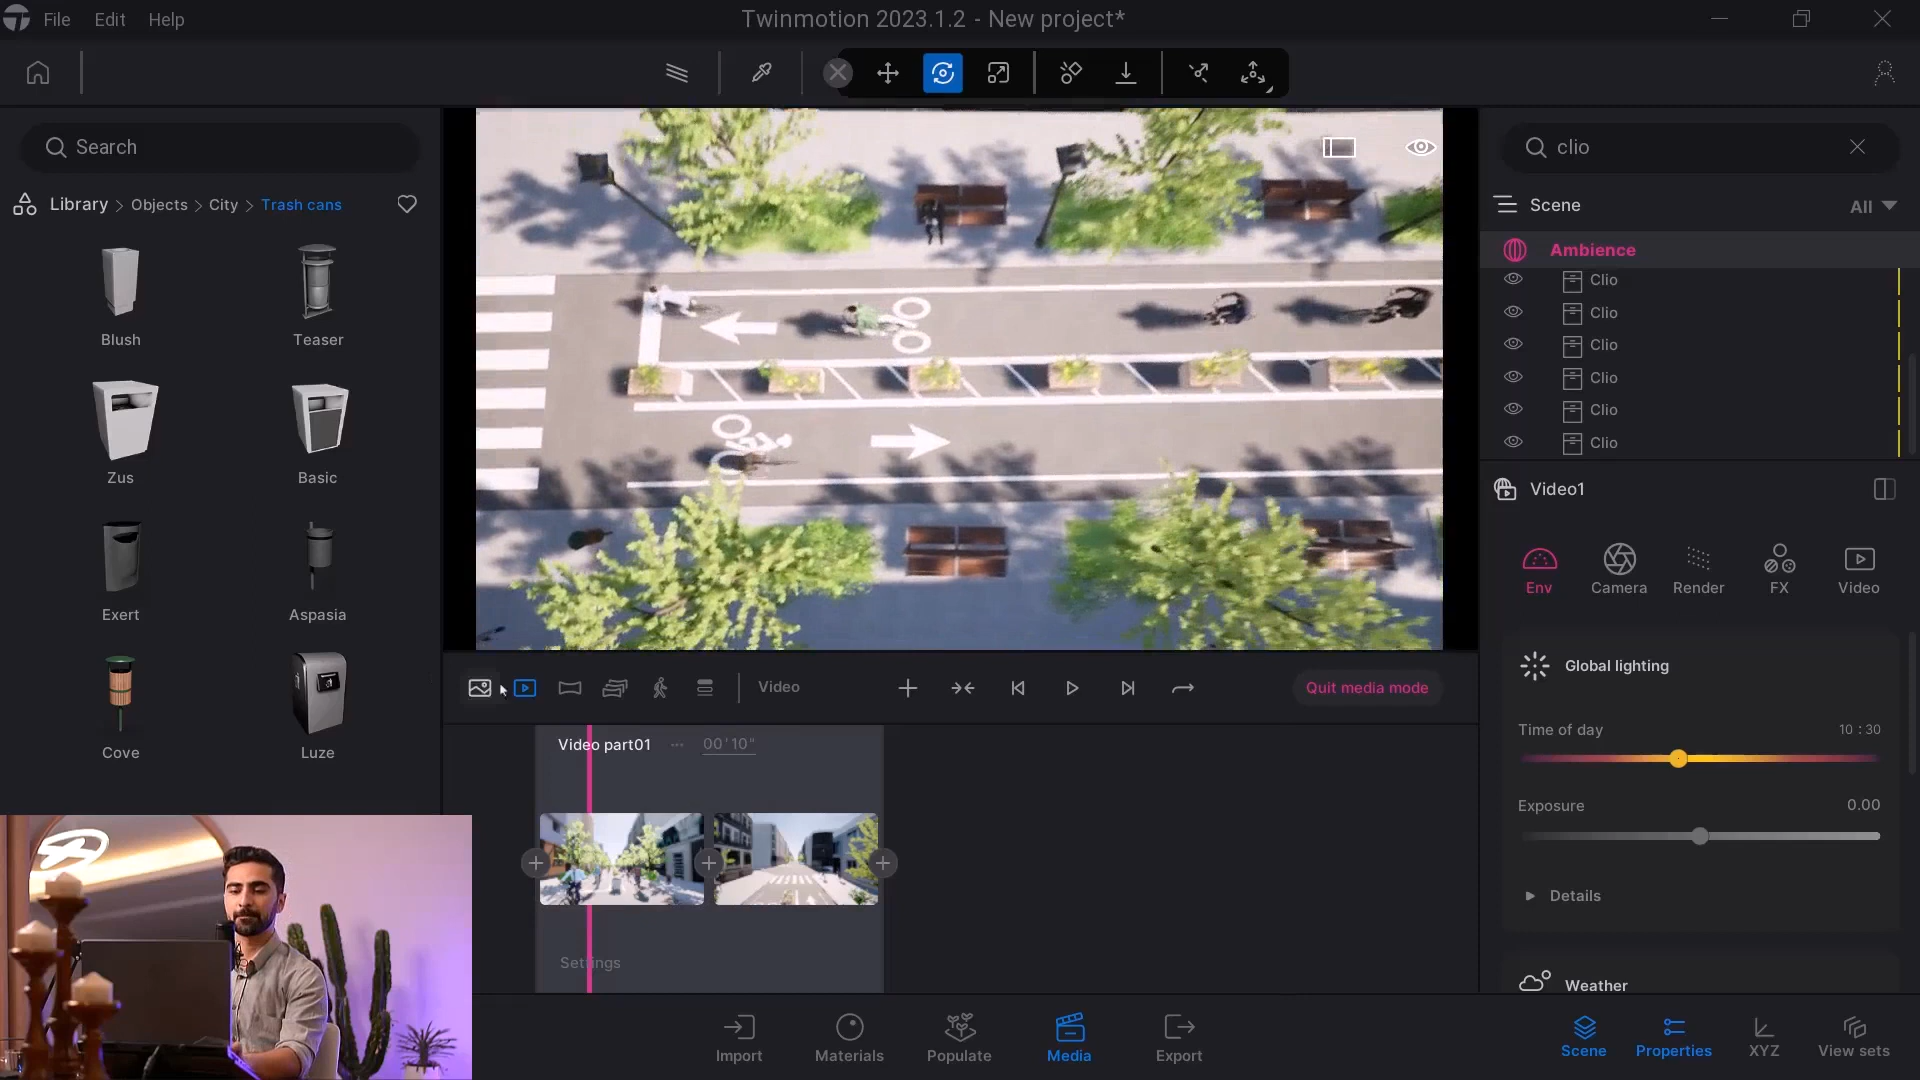 File Edit Help
Twinmotion 2023.1.2 - New project*
Search
Library > Objects > City > Trash cans
Blush
Teaser
Zus
Basic
Exert
Aspasia
Cove
Luze
clio
Scene
All
Ambience
Clio
Clio
Clio
Clio
Clio
Clio
Video1
Env
Camera
Render
FX
Video
Global lighting
Time of day
10 : 30
Exposure
0.00
Details
Weather
Video
Quit media mode
Video part01 ··· 00'10"
Settings
Import
Materials
Populate
Media
Export
Scene
Properties
XYZ
View sets